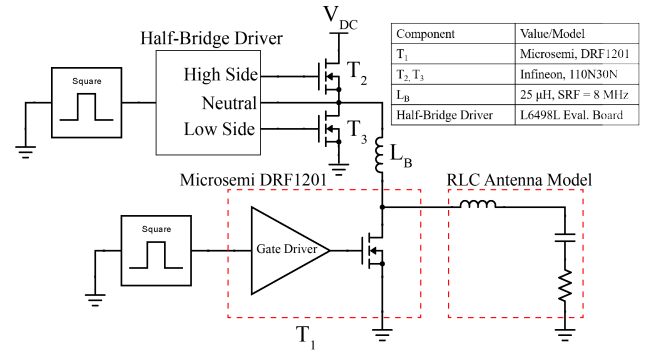 V_DC
Half-Bridge Driver
Square
High Side
Neutral
Low Side
T_2
T_3
L_B
Component Value/Model
T_1 Microsemi, DRF1201
T_2, T_3 Infineon, 110N30N
L_B 25 μH, SRF = 8 MHz
Half-Bridge Driver L6498L Eval. Board
Microsemi DRF1201
RLC Antenna Model
Square
Gate Driver
T_1